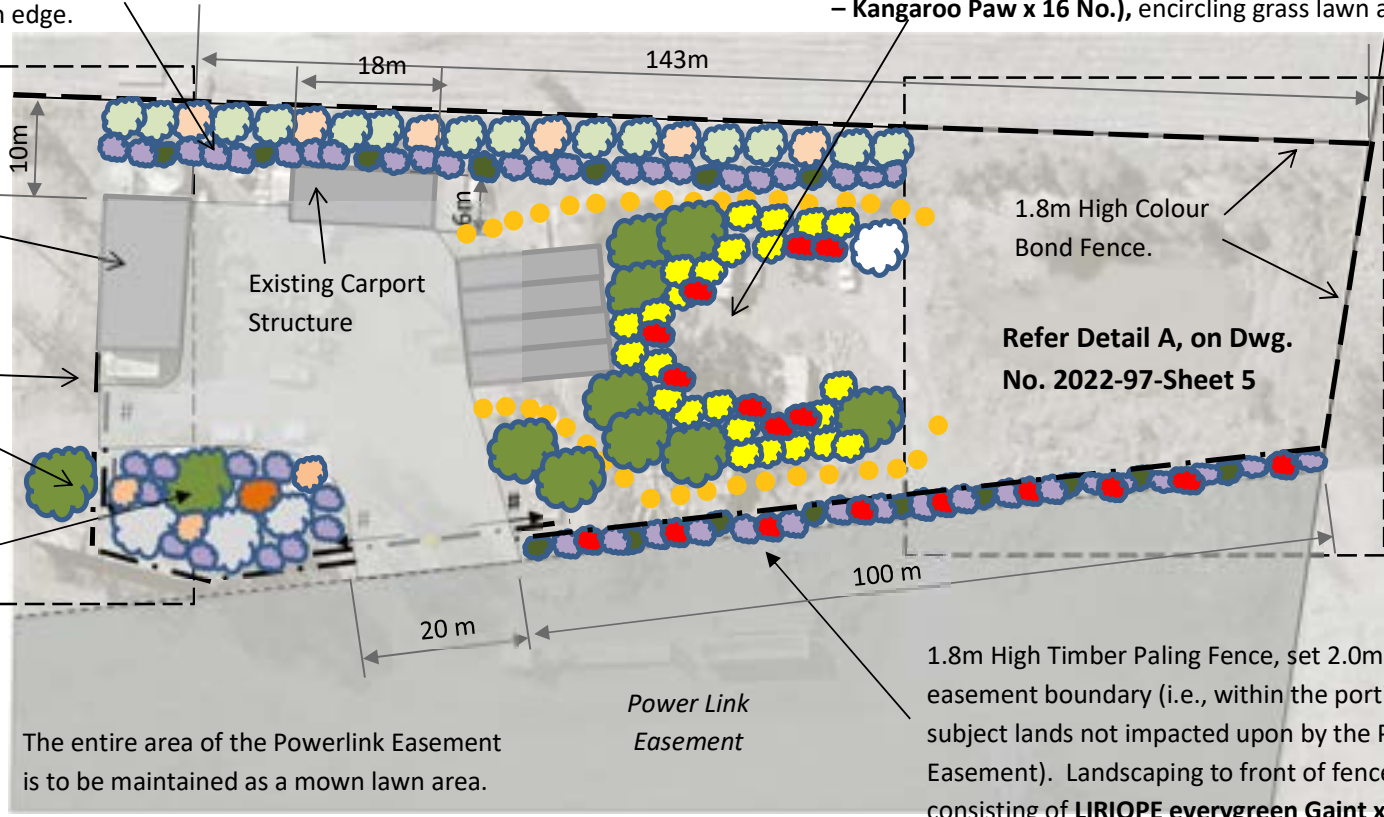 n edge.
– Kangaroo Paw x 16 No.), encircling grass lawn a
18m
143m
10m
6m
1.8m High Colour
Bond Fence.
Existing Carport
Structure
Refer Detail A, on Dwg.
No. 2022-97-Sheet 5
#
#
#
100 m
20 m
1.8m High Timber Paling Fence, set 2.0m
easement boundary (i.e., within the port
subject lands not impacted upon by the P
Easement). Landscaping to front of fence
consisting of LIRIOPE everygreen Gaint x
Power Link
Easement
The entire area of the Powerlink Easement
is to be maintained as a mown lawn area.